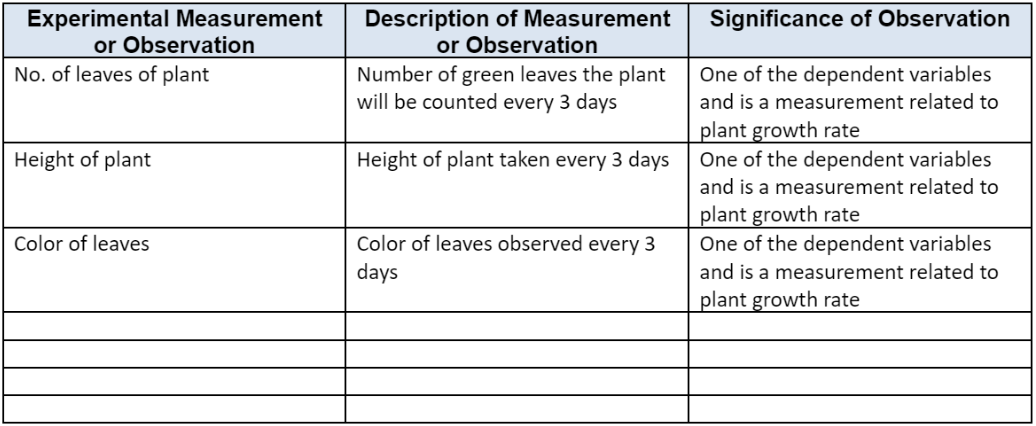 Experimental Measurement
or Observation
Description of Measurement
or Observation
Significance of Observation
No. of leaves of plant
Number of green leaves the plant
will be counted every 3 days
One of the dependent variables
and is a measurement related to
plant growth rate
Height of plant
Height of plant taken every 3 days
One of the dependent variables
and is a measurement related to
plant growth rate
Color of leaves
Color of leaves observed every 3
days
One of the dependent variables
and is a measurement related to
plant growth rate